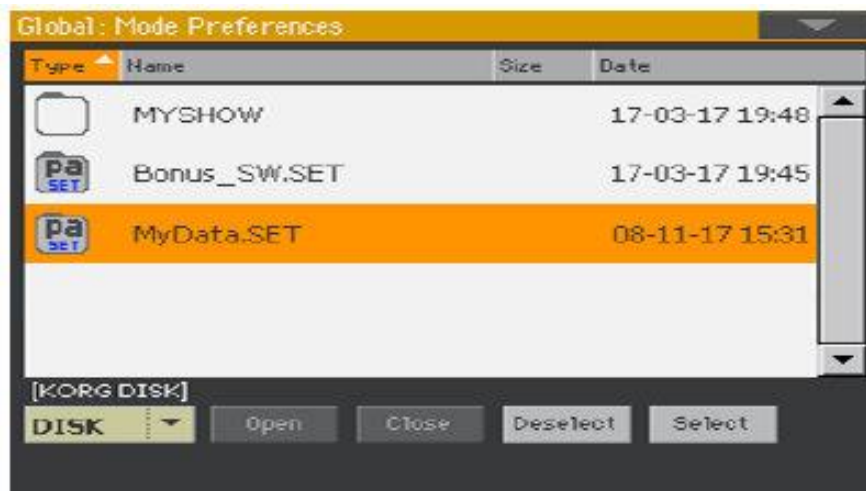 Global: Mode Preferences
Type Name Size Date
MYSHOW 17-03-17 19:48
Pa SET Bonus_SW.SET 17-03-17 19:45
Pa SET MyData.SET 08-11-17 15:31
[KORG DISK]
DISK Open Close Deselect Select